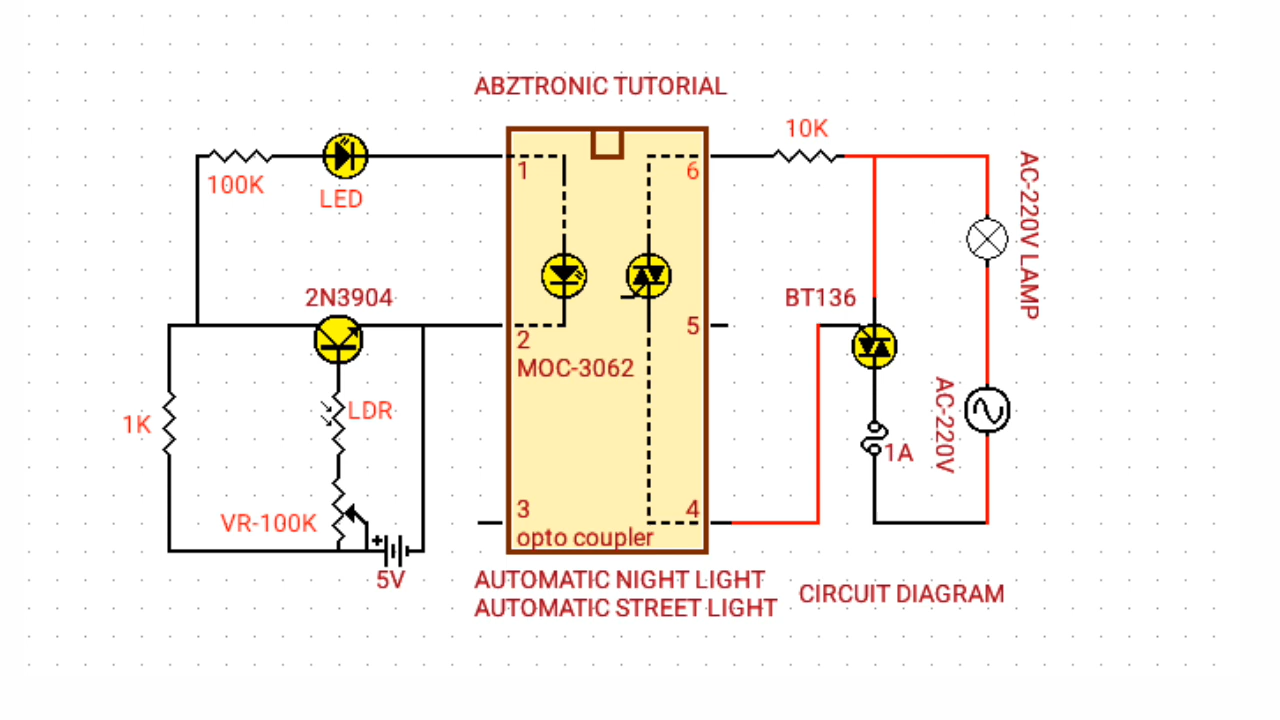 ABZTRONIC TUTORIAL
10K
100K
LED
1
6
AC-220V LAMP
2N3904
BT136
2
5
MOC-3062
1K
LDR
AC-220V
1A
VR-100K
3
4
opto coupler
+
5V
AUTOMATIC NIGHT LIGHT
AUTOMATIC STREET LIGHT
CIRCUIT DIAGRAM